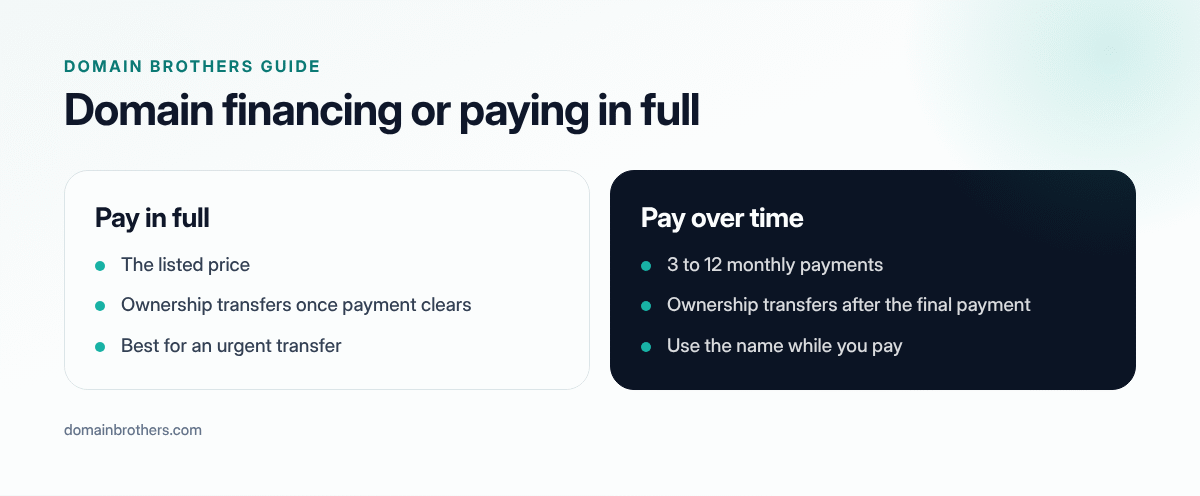 DOMAIN BROTHERS GUIDE
Domain financing or paying in full
Pay in full
The listed price
Ownership transfers once payment clears
Best for an urgent transfer
Pay over time
3 to 12 monthly payments
Ownership transfers after the final payment
Use the name while you pay
domainbrothers.com